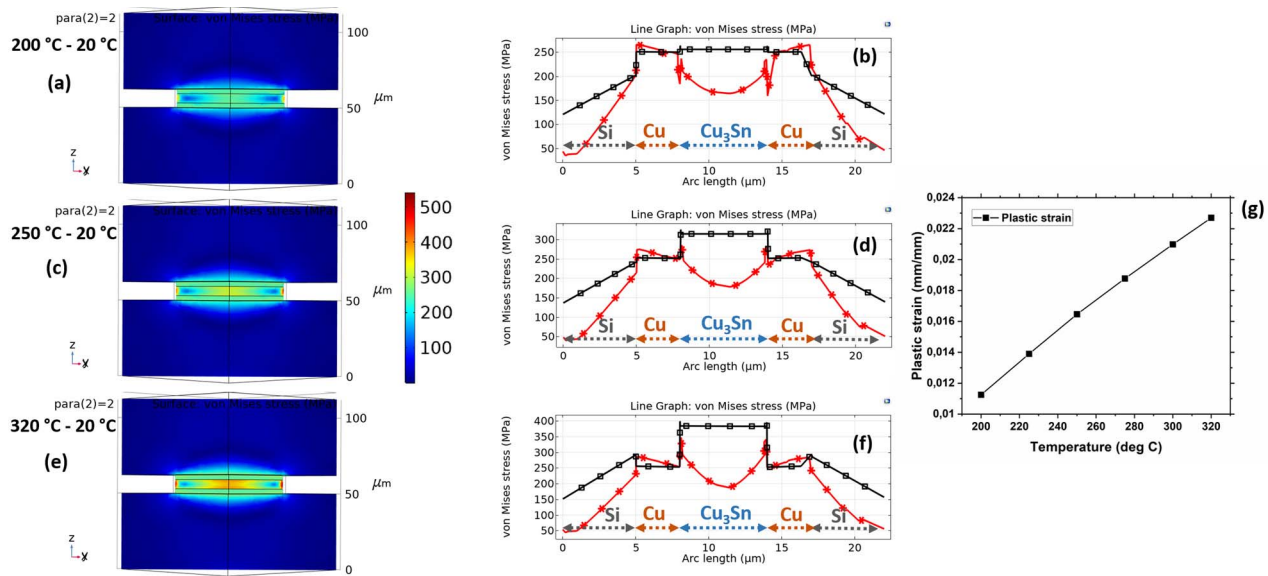 para(2)=2 Surface: von Mises stress (MPa)
200 °C - 20 °C
(a)
100
50
μm
0
z
y
x
para(2)=2 Surface: von Mises stress (MPa)
250 °C - 20 °C
(c)
100
50
μm
0
z
y
x
para(2)=2 Surface: von Mises stress (MPa)
320 °C - 20 °C
(e)
100
50
μm
0
z
y
x
500
400
300
200
100
Line Graph: von Mises stress (MPa)
(b)
von Mises stress (MPa)
250
200
150
100
50
Si Cu Cu3Sn Cu Si
0 5 10 15 20
Arc length (μm)
Line Graph: von Mises stress (MPa)
(d)
von Mises stress (MPa)
300
250
200
150
100
50
Si Cu Cu3Sn Cu Si
0 5 10 15 20
Arc length (μm)
Line Graph: von Mises stress (MPa)
(f)
von Mises stress (MPa)
400
350
300
250
200
150
100
50
Si Cu Cu3Sn Cu Si
0 5 10 15 20
Arc length (μm)
(g)
Plastic strain
Plastic strain (mm/mm)
0,024
0,022
0,020
0,018
0,016
0,014
0,012
0,01
200 220 240 260 280 300 320
Temperature (deg C)